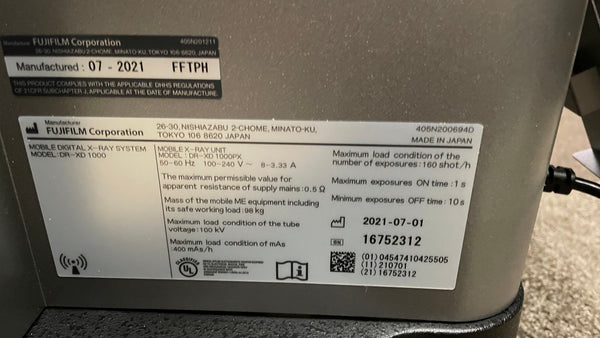 Manufacturer FUJIFILM Corporation 405N201211
26-30, NISHIAZABU 2-CHOME, MINATO-KU, TOKYO 106 8620 JAPAN
Manufactured : 07 - 2021 FFTPH
THIS PRODUCT COMPLIES WITH THE APPLICABLE DHHS REGULATIONS
OF 21CFR SUBCHAPTER J, APPLICABLE AT THE DATE OF MANUFACTURE.
Manufacturer
FUJIFILM Corporation
26-30, NISHIAZABU 2-CHOME, MINATO-KU,
TOKYO 106 8620 JAPAN
405N200694D
MADE IN JAPAN
MOBILE DIGITAL X-RAY SYSTEM
MODEL: DR-XD 1000
MOBILE X-RAY UNIT
MODEL: DR-XD 1000PX
50-60 Hz 100-240 V ~ 8-3.33 A
The maximum permissible value for
apparent resistance of supply mains : 0.5 Ω
Mass of the mobile ME equipment including
its safe working load : 98 kg
Maximum load condition of the tube
voltage : 100 kV
Maximum load condition of mAs
: 400 mAs/h
CLASSIFIED
UL
Maximum load condition of the
number of exposures : 160 shot/h
Maximum exposures ON time : 1 s
Minimum exposures OFF time : 10 s
2021-07-01
SN 16752312
(01) 04547410425505
(11) 210701
(21) 16752312